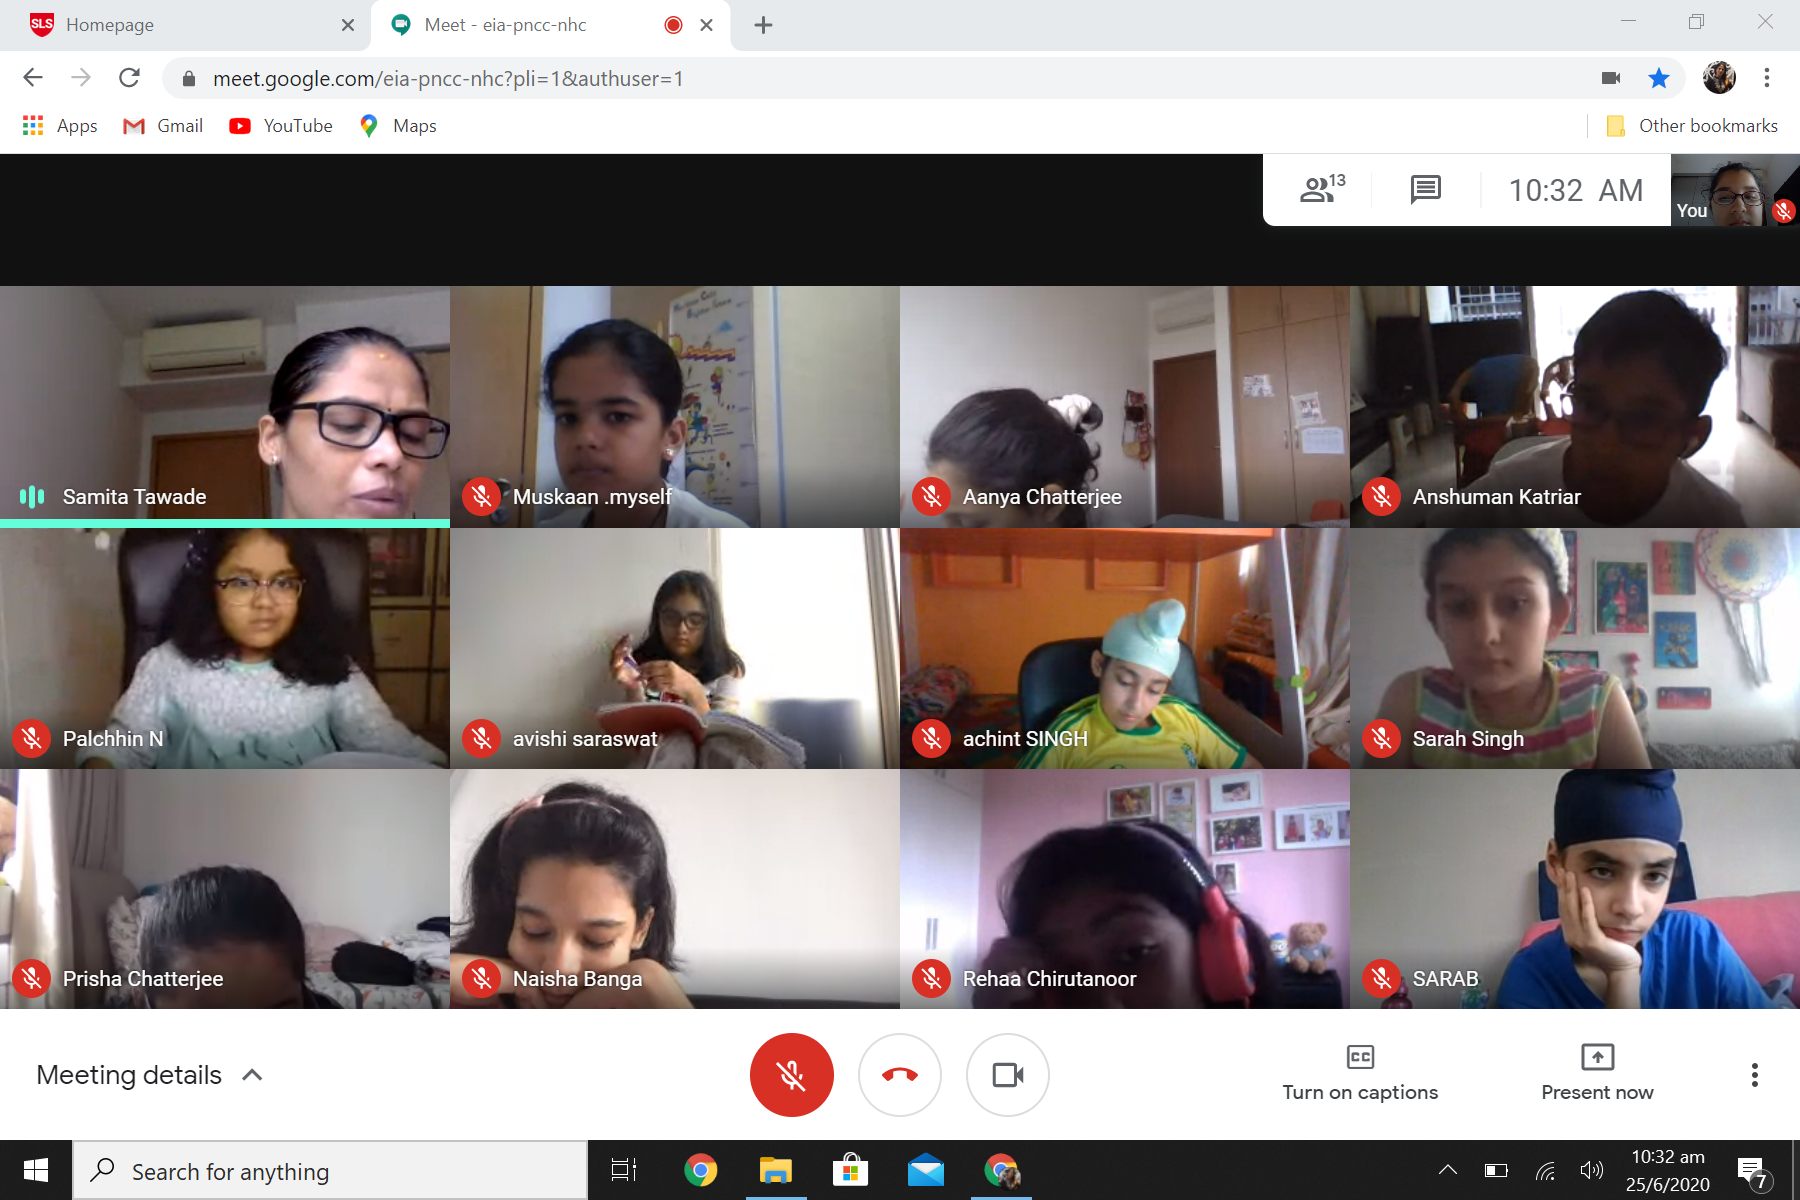 SLS Homepage
Meet - eia-pncc-nhc
meet.google.com/eia-pncc-nhc?pli=1&authuser=1
Apps
Gmail
YouTube
Maps
Other bookmarks
13
10:32 AM
You
Samita Tawade
Muskaan .myself
Aanya Chatterjee
Anshuman Katriar
Palchhin N
avishi saraswat
achint SINGH
Sarah Singh
Prisha Chatterjee
Naisha Banga
Rehaa Chirutanoor
SARAB
Meeting details
CC
Turn on captions
Present now
Search for anything
10:32 am
25/6/2020
7